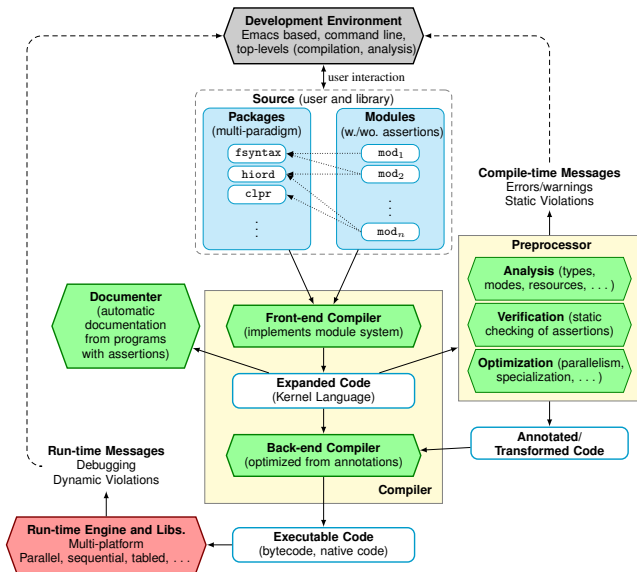 Development Environment
Emacs based, command line,
top-levels (compilation, analysis)
user interaction
Source (user and library)
Packages
(multi-paradigm)
fsyntax
hiord
clpr
⋮
Modules
(w./wo. assertions)
mod₁
mod₂
⋮
modₙ
Compile-time Messages
Errors/warnings
Static Violations
Preprocessor
Analysis (types,
modes, resources, . . . )
Verification (static
checking of assertions)
Optimization (parallelism,
specialization, . . . )
Documenter
(automatic
documentation
from programs
with assertions)
Front-end Compiler
(implements module system)
Expanded Code
(Kernel Language)
Back-end Compiler
(optimized from annotations)
Compiler
Annotated/
Transformed Code
Run-time Messages
Debugging
Dynamic Violations
Run-time Engine and Libs.
Multi-platform
Parallel, sequential, tabled, . . .
Executable Code
(bytecode, native code)